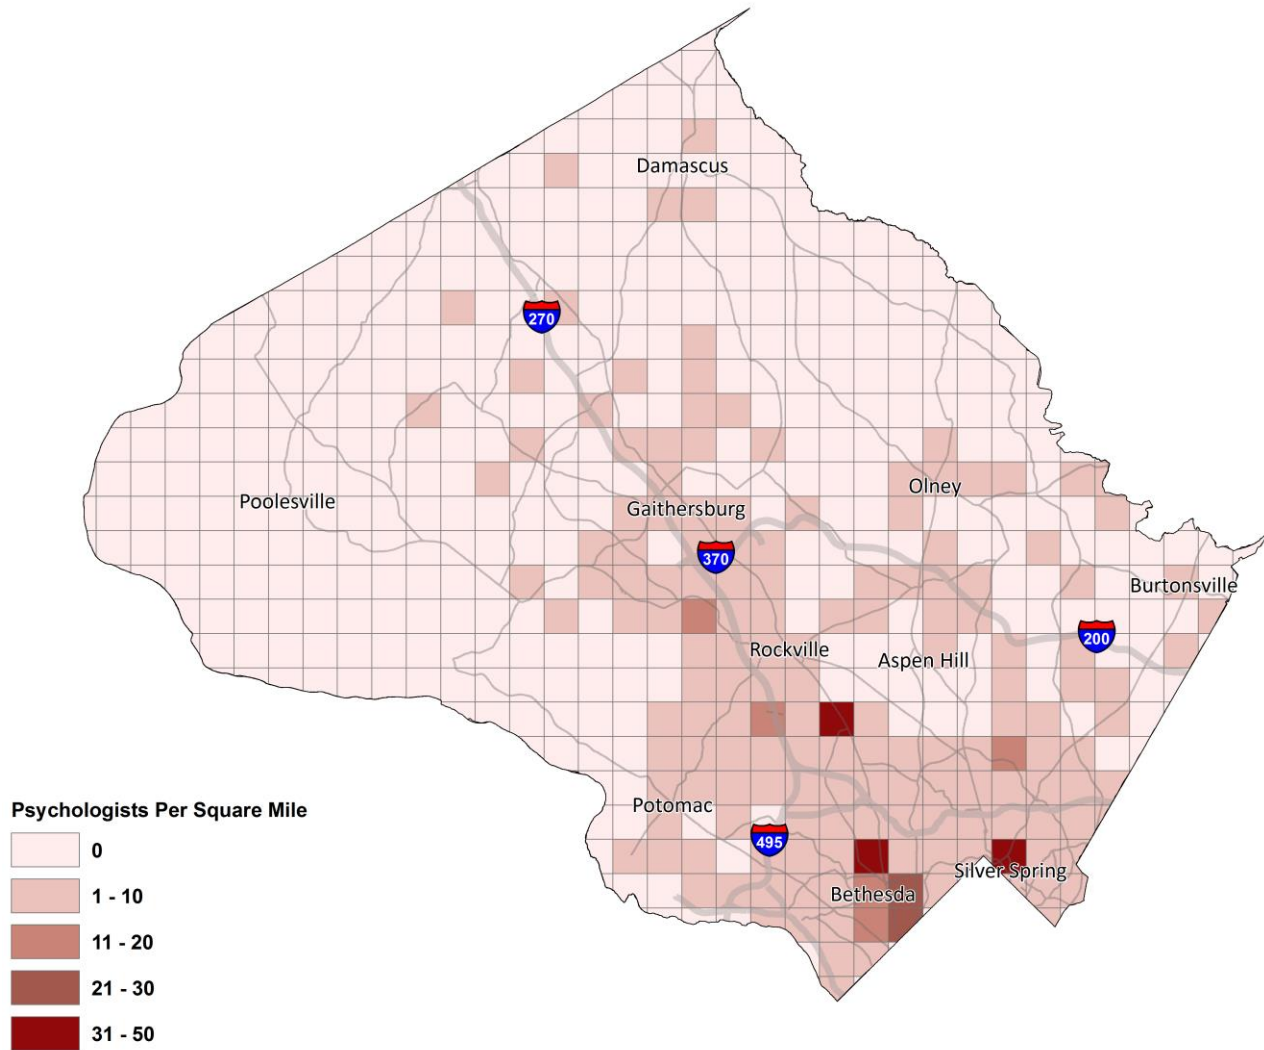 Damascus
270
Poolesville
Olney
Gaithersburg
370
Burtonsville
200
Rockville
Aspen Hill
Potomac
495
Silver Spring
Bethesda
Psychologists Per Square Mile
0
1 - 10
11 - 20
21 - 30
31 - 50